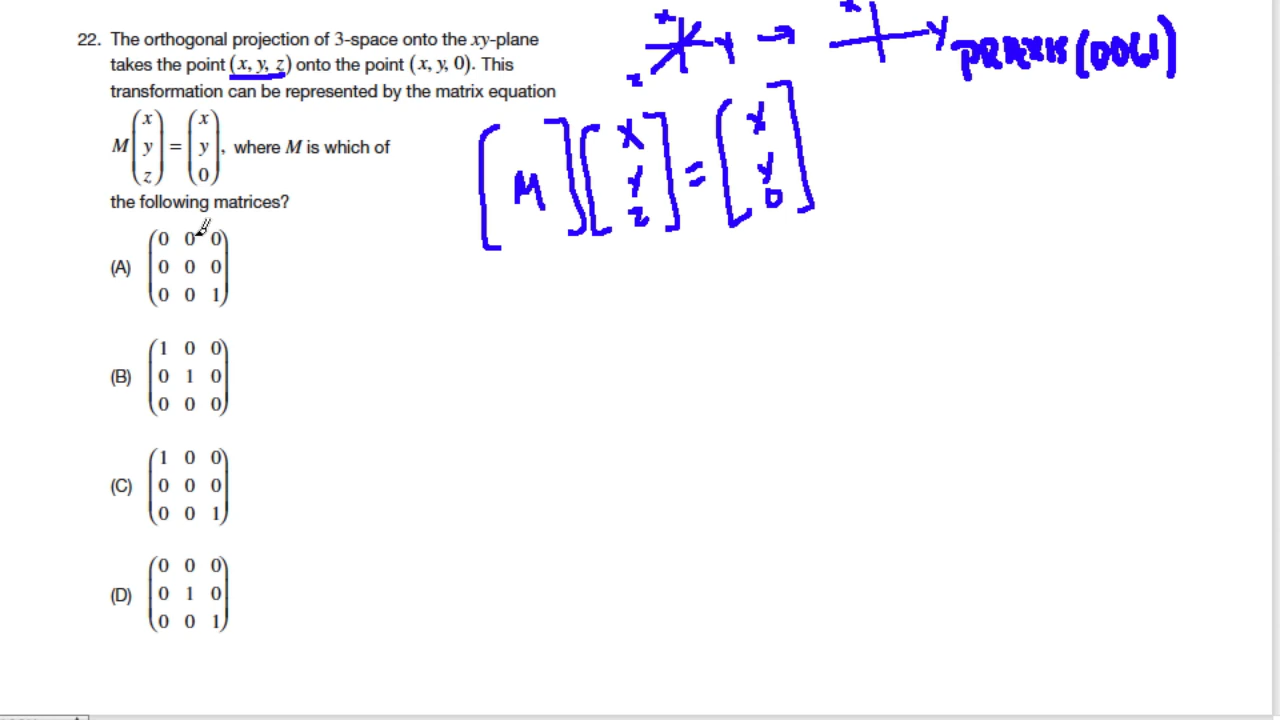 22. The orthogonal projection of 3-space onto the xy-plane
takes the point (x, y, z) onto the point (x, y, 0). This
transformation can be represented by the matrix equation
M (x y z) = (x y 0), where M is which of
the following matrices?
(A)
0 0 0
0 0 0
0 0 1
(B)
1 0 0
0 1 0
0 0 0
(C)
1 0 0
0 0 0
0 0 1
(D)
0 0 0
0 1 0
0 0 1
x
y
z
→
x
y
PRAXIS (0061)
[M] [x y z] = [x y 0]